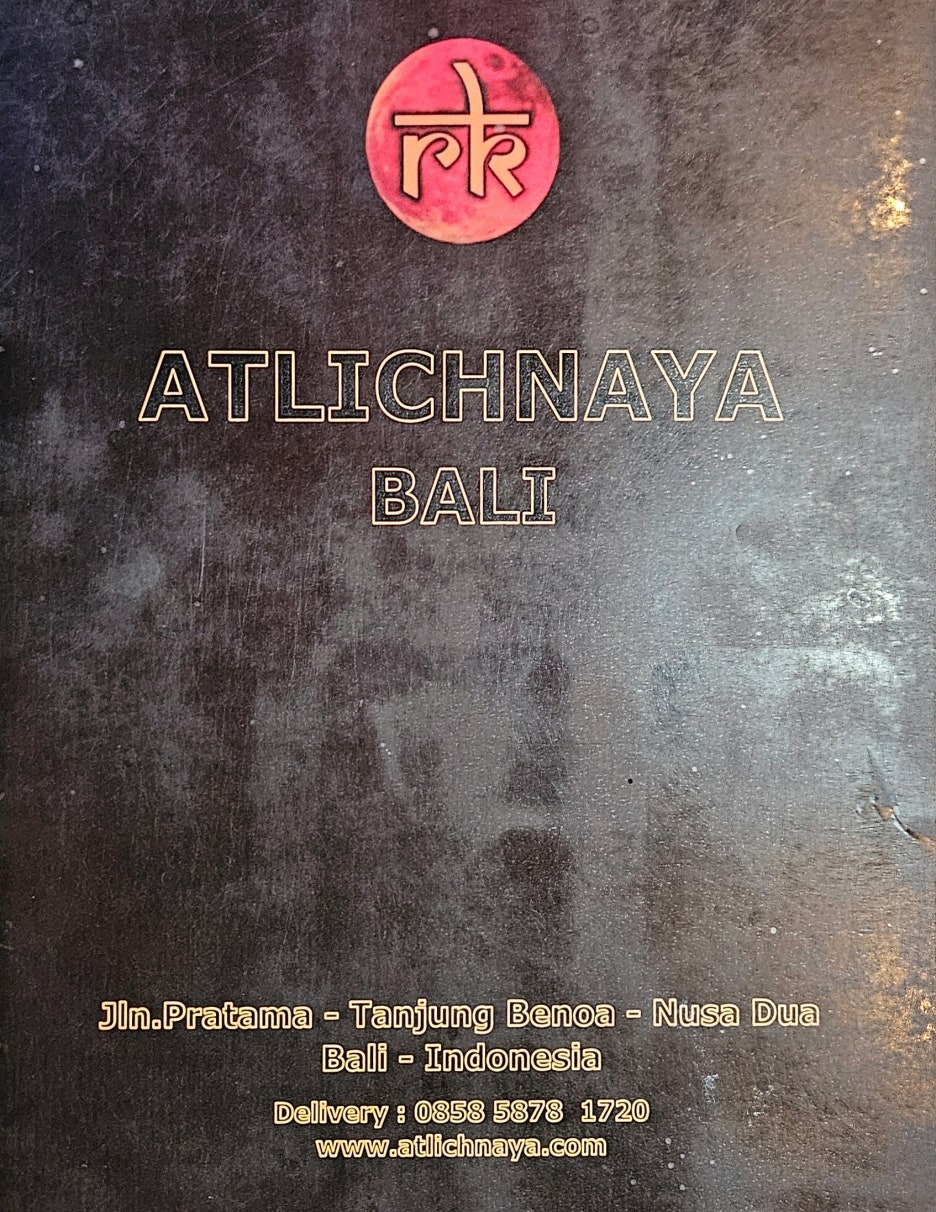 rk
ATLICHNAYA
BALI
Jln.Pratama - Tanjung Benoa - Nusa Dua
Bali - Indonesia
Delivery : 0858 5878 1720
www.atlichnaya.com